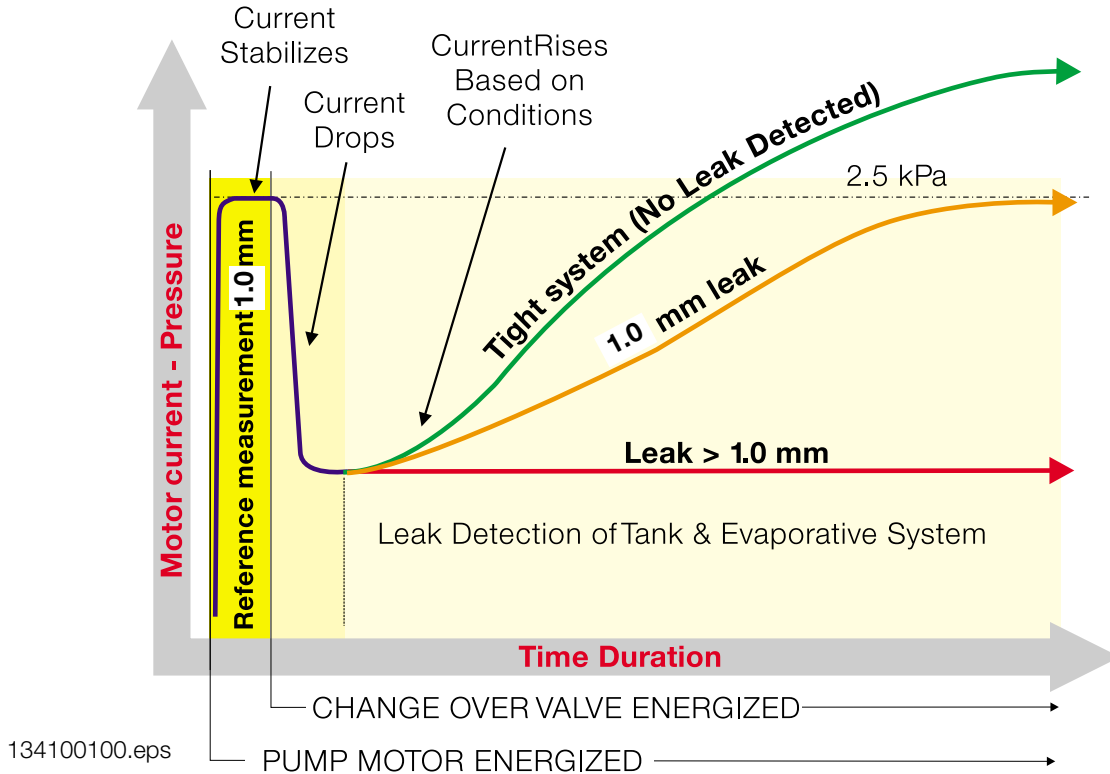 Current
Stabilizes
Current
Drops
CurrentRises
Based on
Conditions
Motor current - Pressure
Reference measurement 1.0 mm
Tight system (No Leak Detected)
2.5 kPa
1.0 mm leak
Leak > 1.0 mm
Leak Detection of Tank & Evaporative System
Time Duration
CHANGE OVER VALVE ENERGIZED
134100100.eps
PUMP MOTOR ENERGIZED